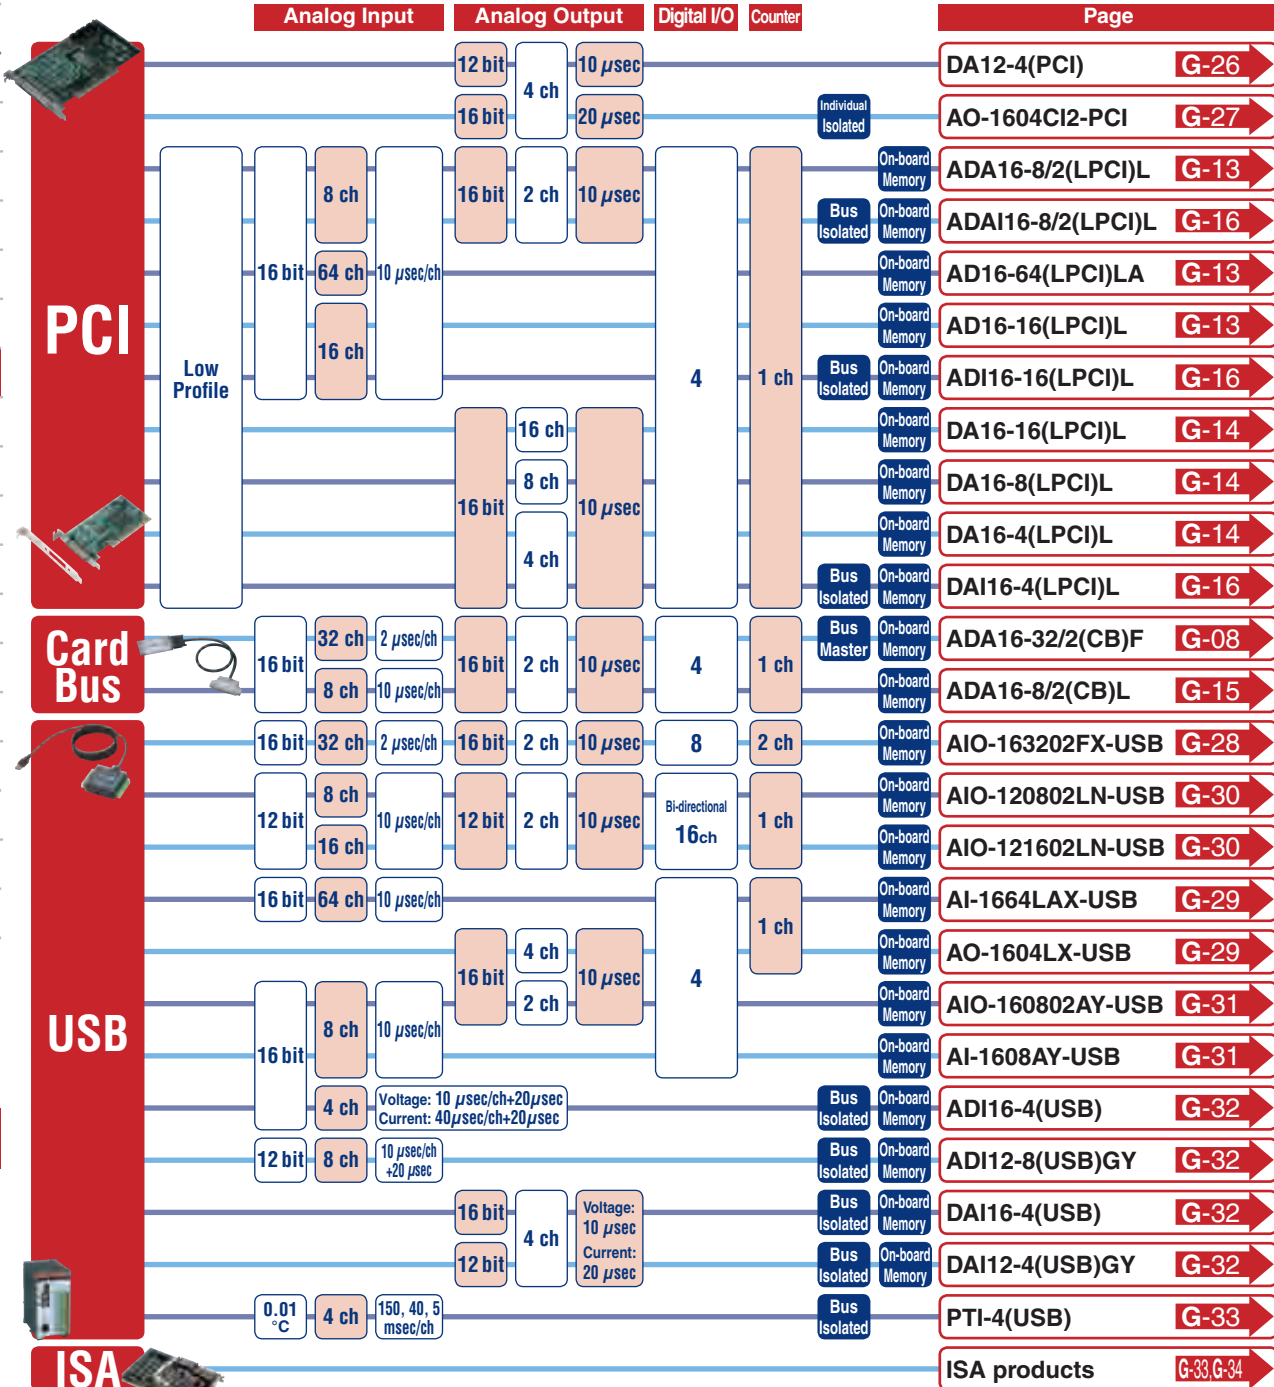 Analog Input Analog Output Digital I/O Counter Page
PCI
12 bit 4 ch 10 µsec DA12-4(PCI) G-26
16 bit 20 µsec Individual Isolated AO-1604CI2-PCI G-27
Low Profile 16 bit 8 ch 10 µsec/ch 16 bit 2 ch 10 µsec 4 1 ch On-board Memory ADA16-8/2(LPCI)L G-13
Bus Isolated On-board Memory ADAI16-8/2(LPCI)L G-16
64 ch On-board Memory AD16-64(LPCI)LA G-13
16 ch On-board Memory AD16-16(LPCI)L G-13
Bus Isolated On-board Memory ADI16-16(LPCI)L G-16
16 bit 16 ch 10 µsec On-board Memory DA16-16(LPCI)L G-14
8 ch On-board Memory DA16-8(LPCI)L G-14
4 ch On-board Memory DA16-4(LPCI)L G-14
Bus Isolated On-board Memory DAI16-4(LPCI)L G-16
Card Bus
16 bit 32 ch 2 µsec/ch 16 bit 2 ch 10 µsec 4 1 ch Bus Master On-board Memory ADA16-32/2(CB)F G-08
8 ch 10 µsec/ch On-board Memory ADA16-8/2(CB)L G-15
USB
16 bit 32 ch 2 µsec/ch 16 bit 2 ch 10 µsec 8 2 ch On-board Memory AIO-163202FX-USB G-28
12 bit 8 ch 10 µsec/ch 12 bit 2 ch 10 µsec Bi-directional 16ch 1 ch On-board Memory AIO-120802LN-USB G-30
16 ch On-board Memory AIO-121602LN-USB G-30
16 bit 64 ch 10 µsec/ch 4 1 ch On-board Memory AI-1664LAX-USB G-29
16 bit 4 ch 10 µsec On-board Memory AO-1604LX-USB G-29
16 bit 8 ch 10 µsec/ch 2 ch On-board Memory AIO-160802AY-USB G-31
On-board Memory AI-1608AY-USB G-31
4 ch Voltage: 10 µsec/ch+20µsec Current: 40µsec/ch+20µsec Bus Isolated On-board Memory ADI16-4(USB) G-32
12 bit 8 ch 10 µsec/ch +20 µsec Bus Isolated On-board Memory ADI12-8(USB)GY G-32
16 bit 4 ch Voltage: 10 µsec Current: 20 µsec Bus Isolated On-board Memory DAI16-4(USB) G-32
12 bit Bus Isolated On-board Memory DAI12-4(USB)GY G-32
0.01 °C 4 ch 150, 40, 5 msec/ch Bus Isolated PTI-4(USB) G-33
ISA ISA products G-33,G-34